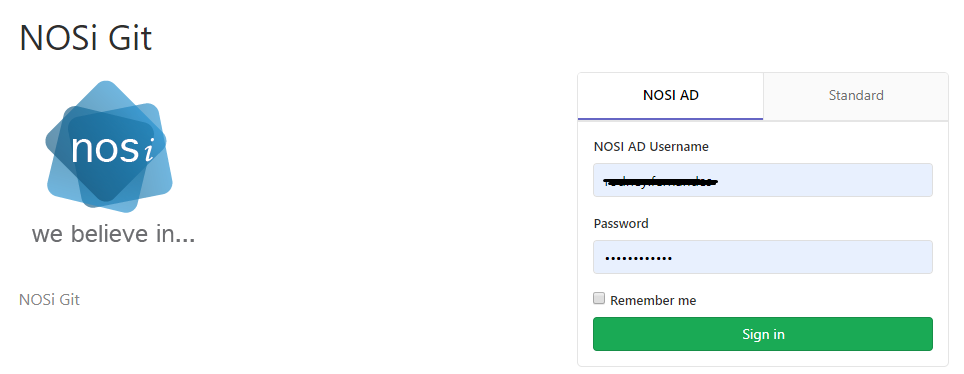 NOSi Git
nosi
we believe in...
NOSi Git
NOSI AD
Standard
NOSI AD Username
Password
••••••••••••
Remember me
Sign in